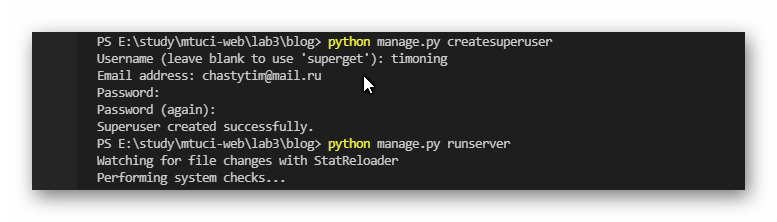 PS E:\study\mtuci-web\lab3\blog> python manage.py createsuperuser
Username (leave blank to use 'superget'): timoning
Email address: chastytim@mail.ru
Password:
Password (again):
Superuser created successfully.
PS E:\study\mtuci-web\lab3\blog> python manage.py runserver
Watching for file changes with StatReloader
Performing system checks...